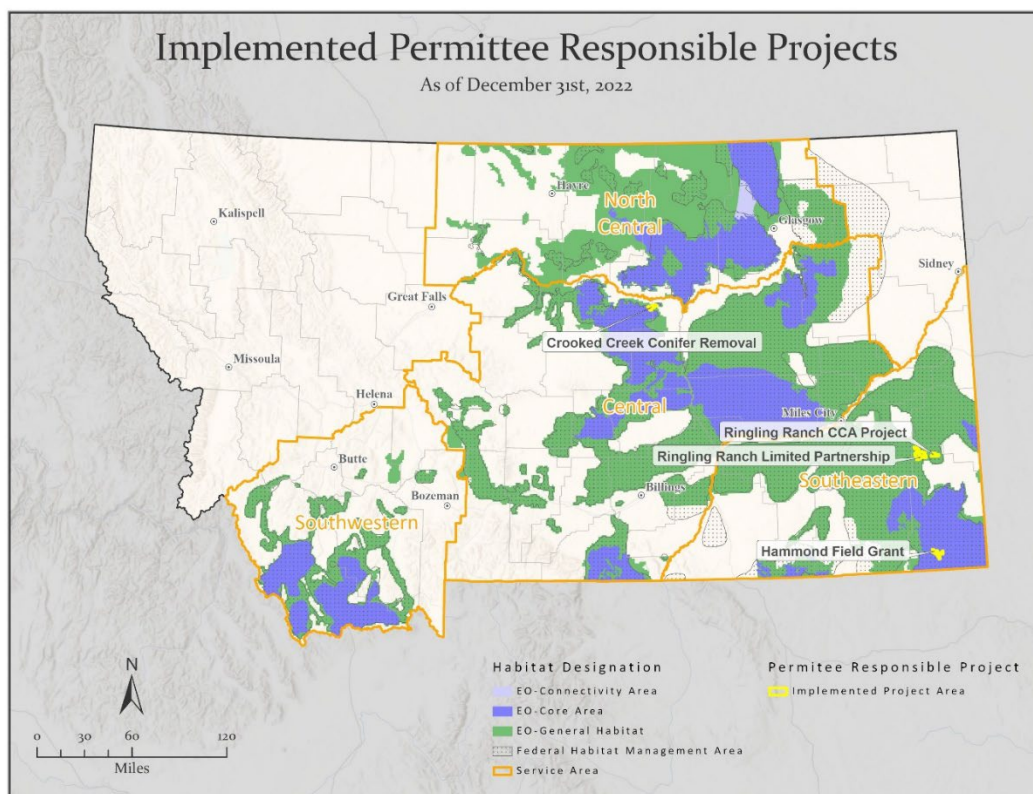 Implemented Permittee Responsible Projects
As of December 31st, 2022
Havre
Kalispell
North
Central
Glasgow
Sidney
Great Falls
Crooked Creek Conifer Removal
Missoula
Helena
Central
Miles City
Ringling Ranch CCA Project
Ringling Ranch Limited Partnership
Butte
Southeastern
Billings
Bozeman
Southwestern
Hammond Field Grant
N
0 30 60 120
Miles
Habitat Designation
EO-Connectivity Area
EO-Core Area
EO-General Habitat
Federal Habitat Management Area
Service Area
Permitee Responsible Project
Implemented Project Area